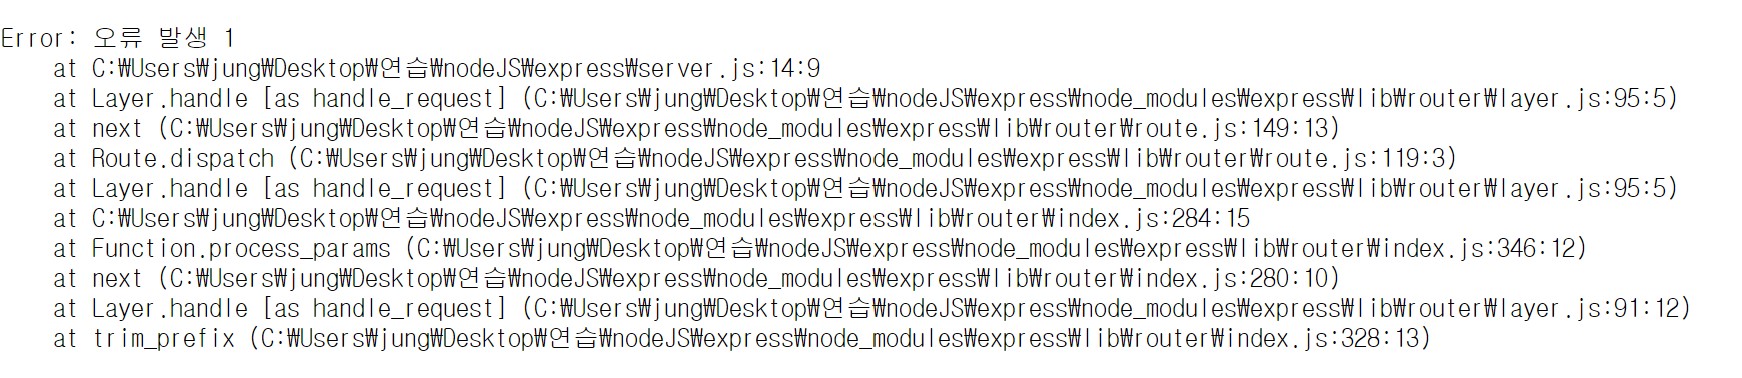 Error: 오류 발생 1
at C:₩Users₩jung₩Desktop₩연습₩nodeJS₩express₩server.js:14:9
at Layer.handle [as handle_request] (C:₩Users₩jung₩Desktop₩연습₩nodeJS₩express₩node_modules₩express₩lib₩router₩layer.js:95:5)
at next (C:₩Users₩jung₩Desktop₩연습₩nodeJS₩express₩node_modules₩express₩lib₩router₩route.js:149:13)
at Route.dispatch (C:₩Users₩jung₩Desktop₩연습₩nodeJS₩express₩node_modules₩express₩lib₩router₩route.js:119:3)
at Layer.handle [as handle_request] (C:₩Users₩jung₩Desktop₩연습₩nodeJS₩express₩node_modules₩express₩lib₩router₩layer.js:95:5)
at C:₩Users₩jung₩Desktop₩연습₩nodeJS₩express₩node_modules₩express₩lib₩router₩index.js:284:15
at Function.process_params (C:₩Users₩jung₩Desktop₩연습₩nodeJS₩express₩node_modules₩express₩lib₩router₩index.js:346:12)
at next (C:₩Users₩jung₩Desktop₩연습₩nodeJS₩express₩node_modules₩express₩lib₩router₩index.js:280:10)
at Layer.handle [as handle_request] (C:₩Users₩jung₩Desktop₩연습₩nodeJS₩express₩node_modules₩express₩lib₩router₩layer.js:91:12)
at trim_prefix (C:₩Users₩jung₩Desktop₩연습₩nodeJS₩express₩node_modules₩express₩lib₩router₩index.js:328:13)